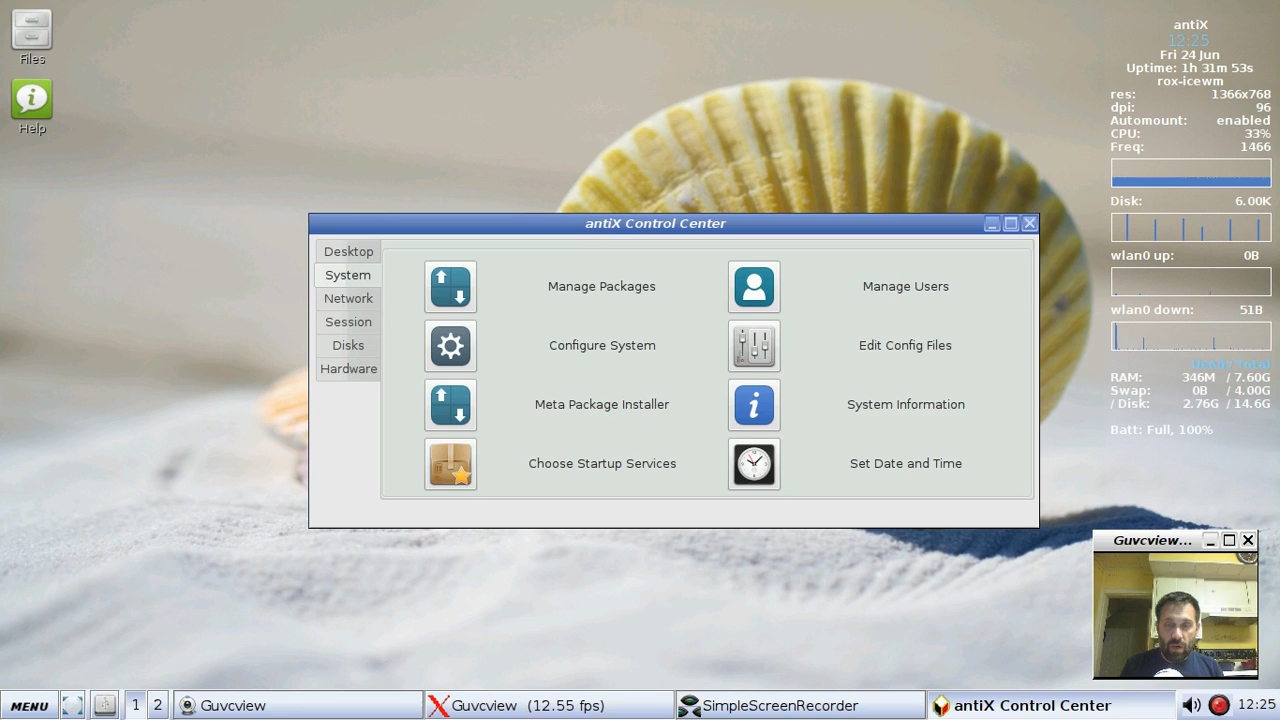 Files
Help
antiX
12:25
Fri 24 Jun
Uptime: 1h 31m 53s
rox-icewm
res: 1366x768
dpi: 96
Automount: enabled
CPU: 33%
Freq: 1466
Disk: 6.00K
wlan0 up: 0B
wlan0 down: 51B
Used / Total
RAM: 346M / 7.60G
Swap: 0B / 4.00G
/ Disk: 2.76G / 14.6G
Batt: Full, 100%
antiX Control Center
Desktop
System
Network
Session
Disks
Hardware
Manage Packages
Manage Users
Configure System
Edit Config Files
Meta Package Installer
System Information
Choose Startup Services
Set Date and Time
Guvcview...
MENU
1
2
Guvcview
Guvcview (12.55 fps)
SimpleScreenRecorder
antiX Control Center
12:25